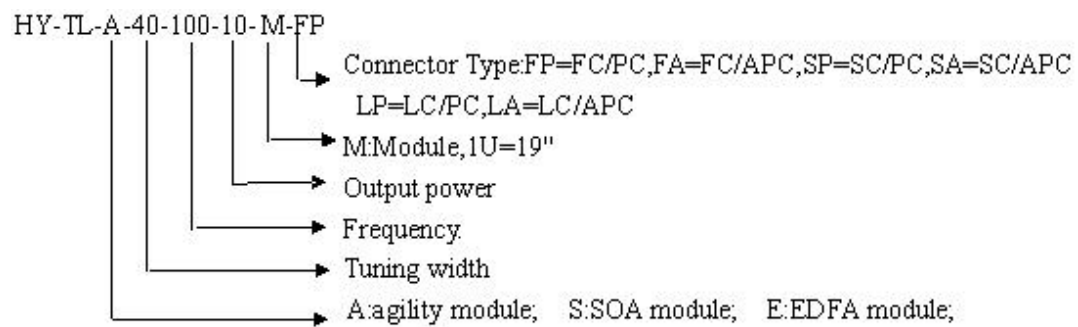 HY-TL-A-40-100-10-M-FP
Connector Type:FP=FC/PC,FA=FC/APC,SP=SC/PC,SA=SC/APC
LP=LC/PC,LA=LC/APC
M:Module,1U=19"
Output power
Frequency.
Tuning width
A:agility module; S:SOA module; E:EDFA module;